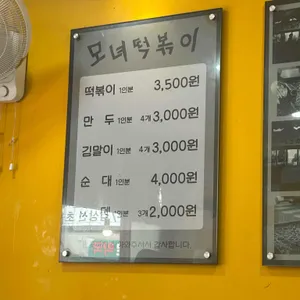 모녀떡볶이
떡볶이 1인분 3,500원
만두 1인분 4개 3,000원
김말이 1인분 4개 3,000원
순대 1인분 4,000원
3개 2,000원
감사합니다